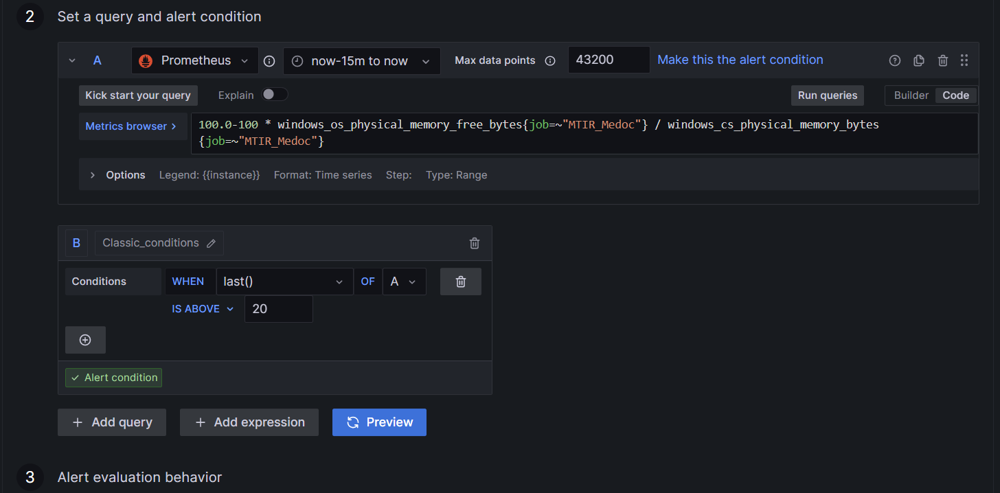 2 Set a query and alert condition
A Prometheus now-15m to now Max data points 43200 Make this the alert condition
Kick start your query Explain Run queries Builder Code
Metrics browser > 100.0-100 * windows_os_physical_memory_free_bytes{job=~"MTIR_Medoc"} / windows_cs_physical_memory_bytes
{job=~"MTIR_Medoc"}
> Options Legend: {{instance}} Format: Time series Step: Type: Range
B Classic_conditions
Conditions WHEN last() OF A
IS ABOVE 20
Alert condition
+ Add query + Add expression Preview
3 Alert evaluation behavior